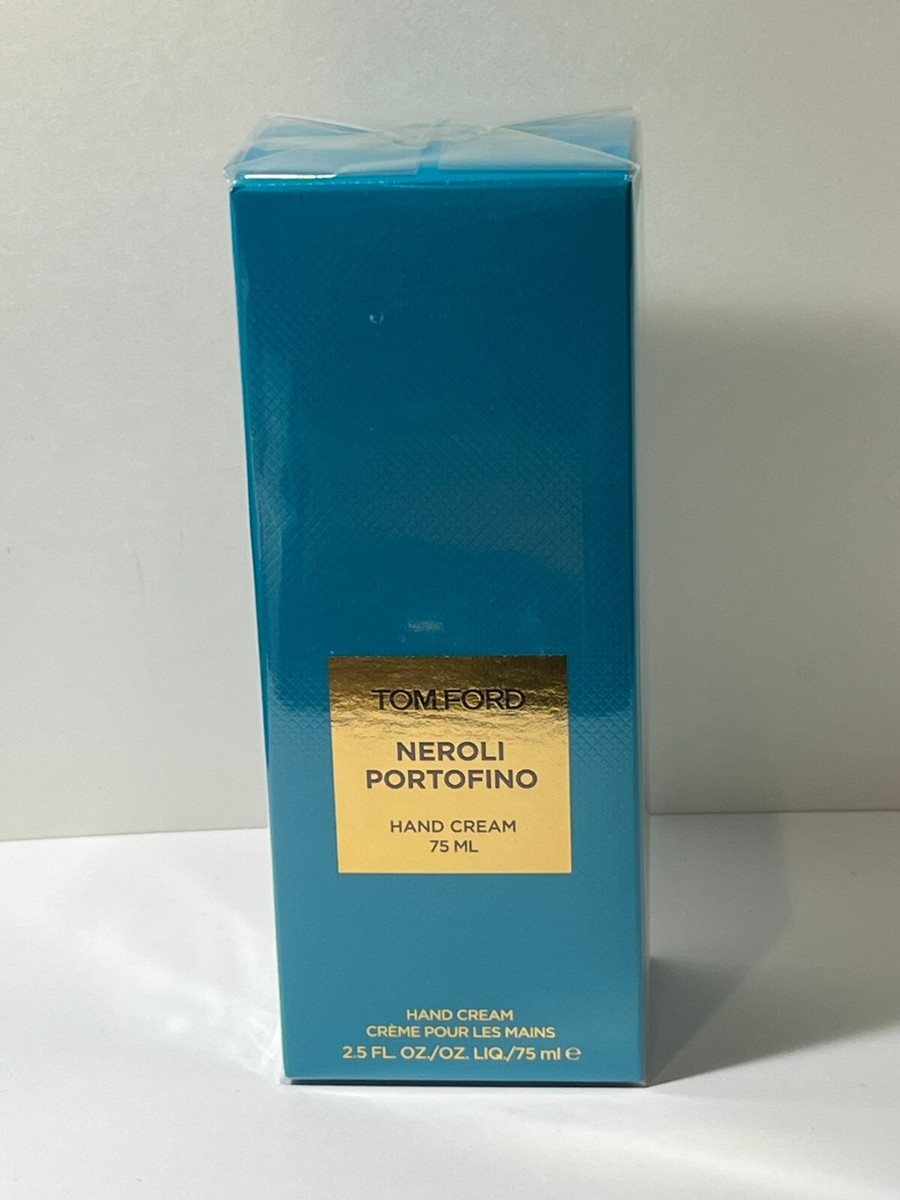 TOM FORD
NEROLI
PORTOFINO
HAND CREAM
75 ML
HAND CREAM
CRÈME POUR LES MAINS
2.5 FL. OZ./OZ. LIQ./75 ml ℮